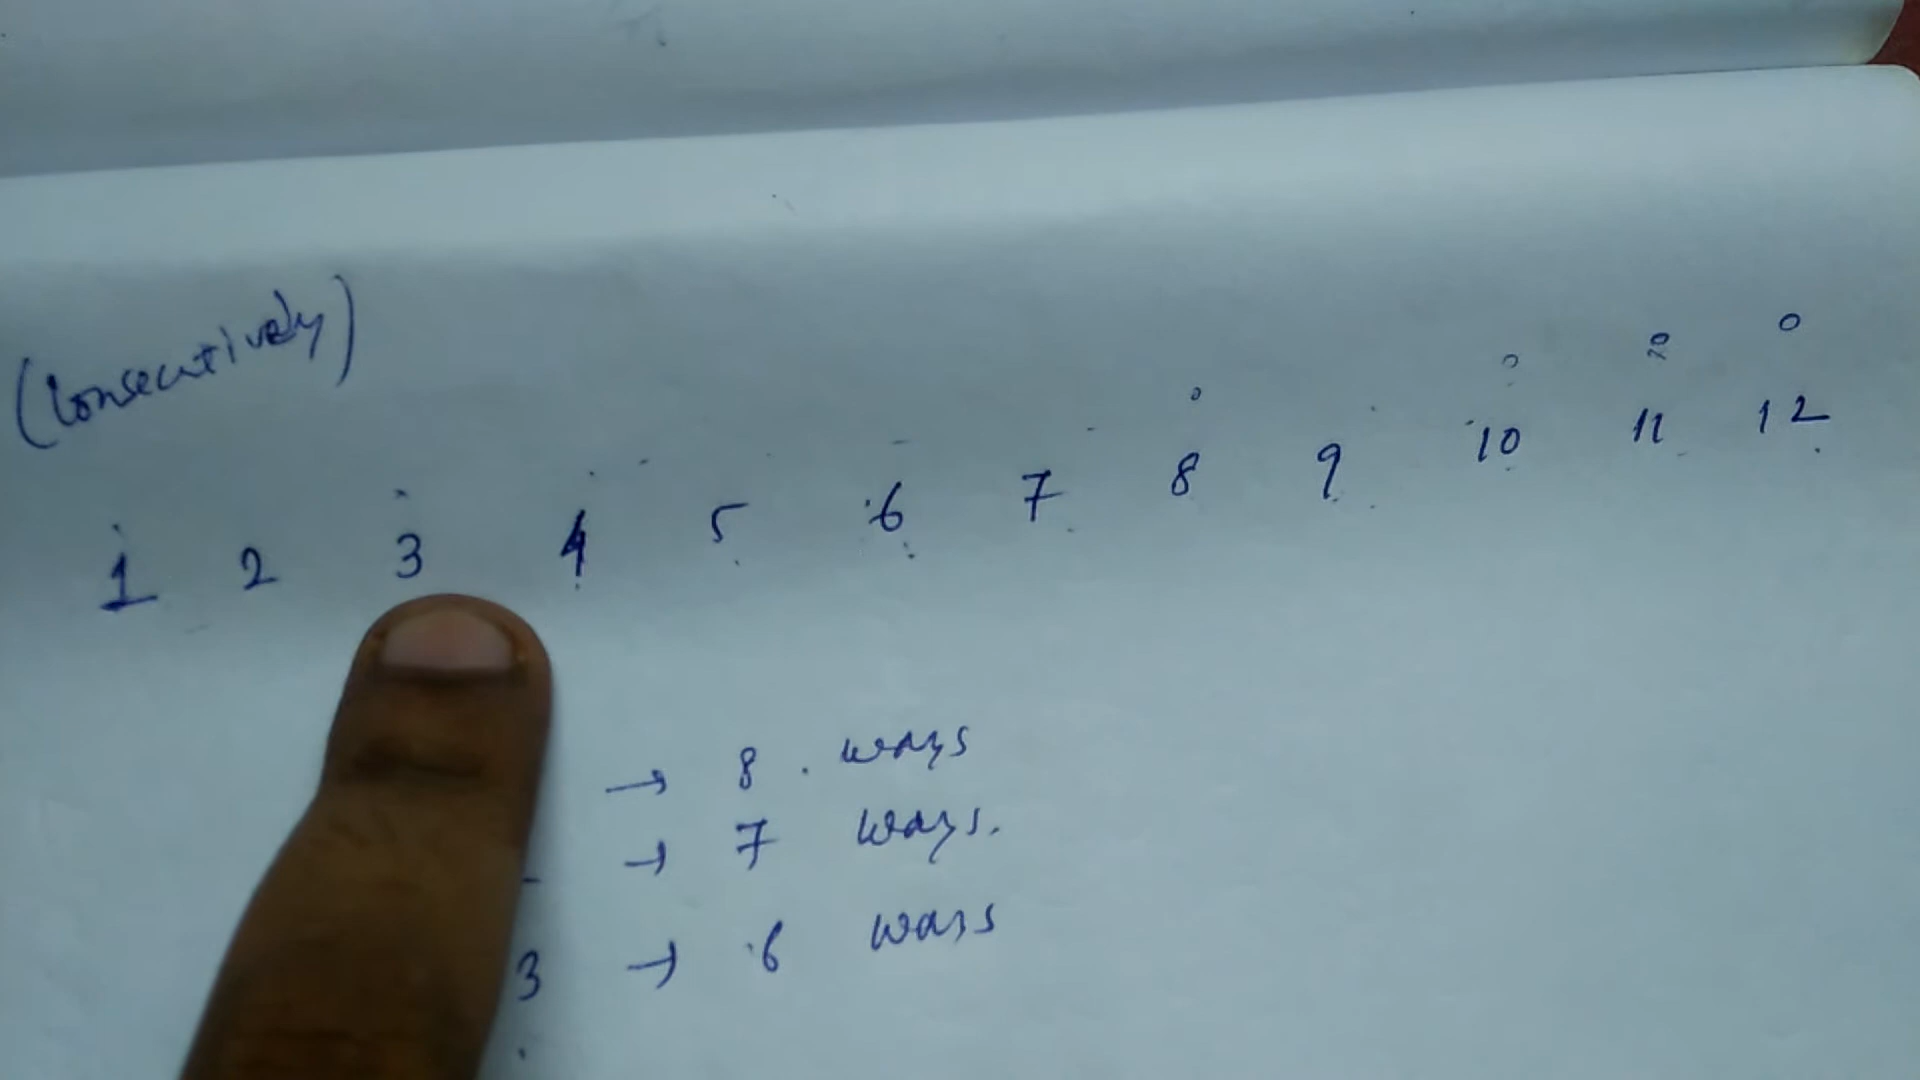 (Consecutively)
1 2 3 4 5 6 7 8 9 10 11 12
→ 8 ways
→ 7 ways.
3 → 6 ways